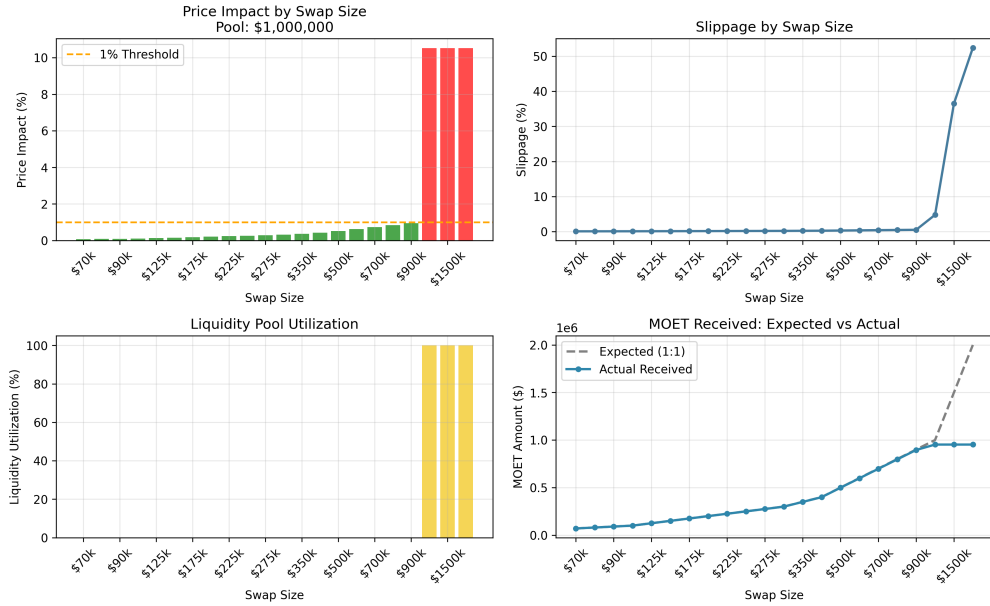 Price Impact by Swap Size
Pool: $1,000,000
1% Threshold
Price Impact (%)
10
8
6
4
2
0
$70k
$90k
$125k
$175k
$225k
$275k
$350k
$500k
$700k
$900k
$1500k
Swap Size
Slippage by Swap Size
Slippage (%)
50
40
30
20
10
0
$70k
$90k
$125k
$175k
$225k
$275k
$350k
$500k
$700k
$900k
$1500k
Swap Size
Liquidity Pool Utilization
Liquidity Utilization (%)
100
80
60
40
20
0
$70k
$90k
$125k
$175k
$225k
$275k
$350k
$500k
$700k
$900k
$1500k
Swap Size
MOET Received: Expected vs Actual
1e6
Expected (1:1)
Actual Received
MOET Amount ($)
2.0
1.5
1.0
0.5
0.0
$70k
$90k
$125k
$175k
$225k
$275k
$350k
$500k
$700k
$900k
$1500k
Swap Size